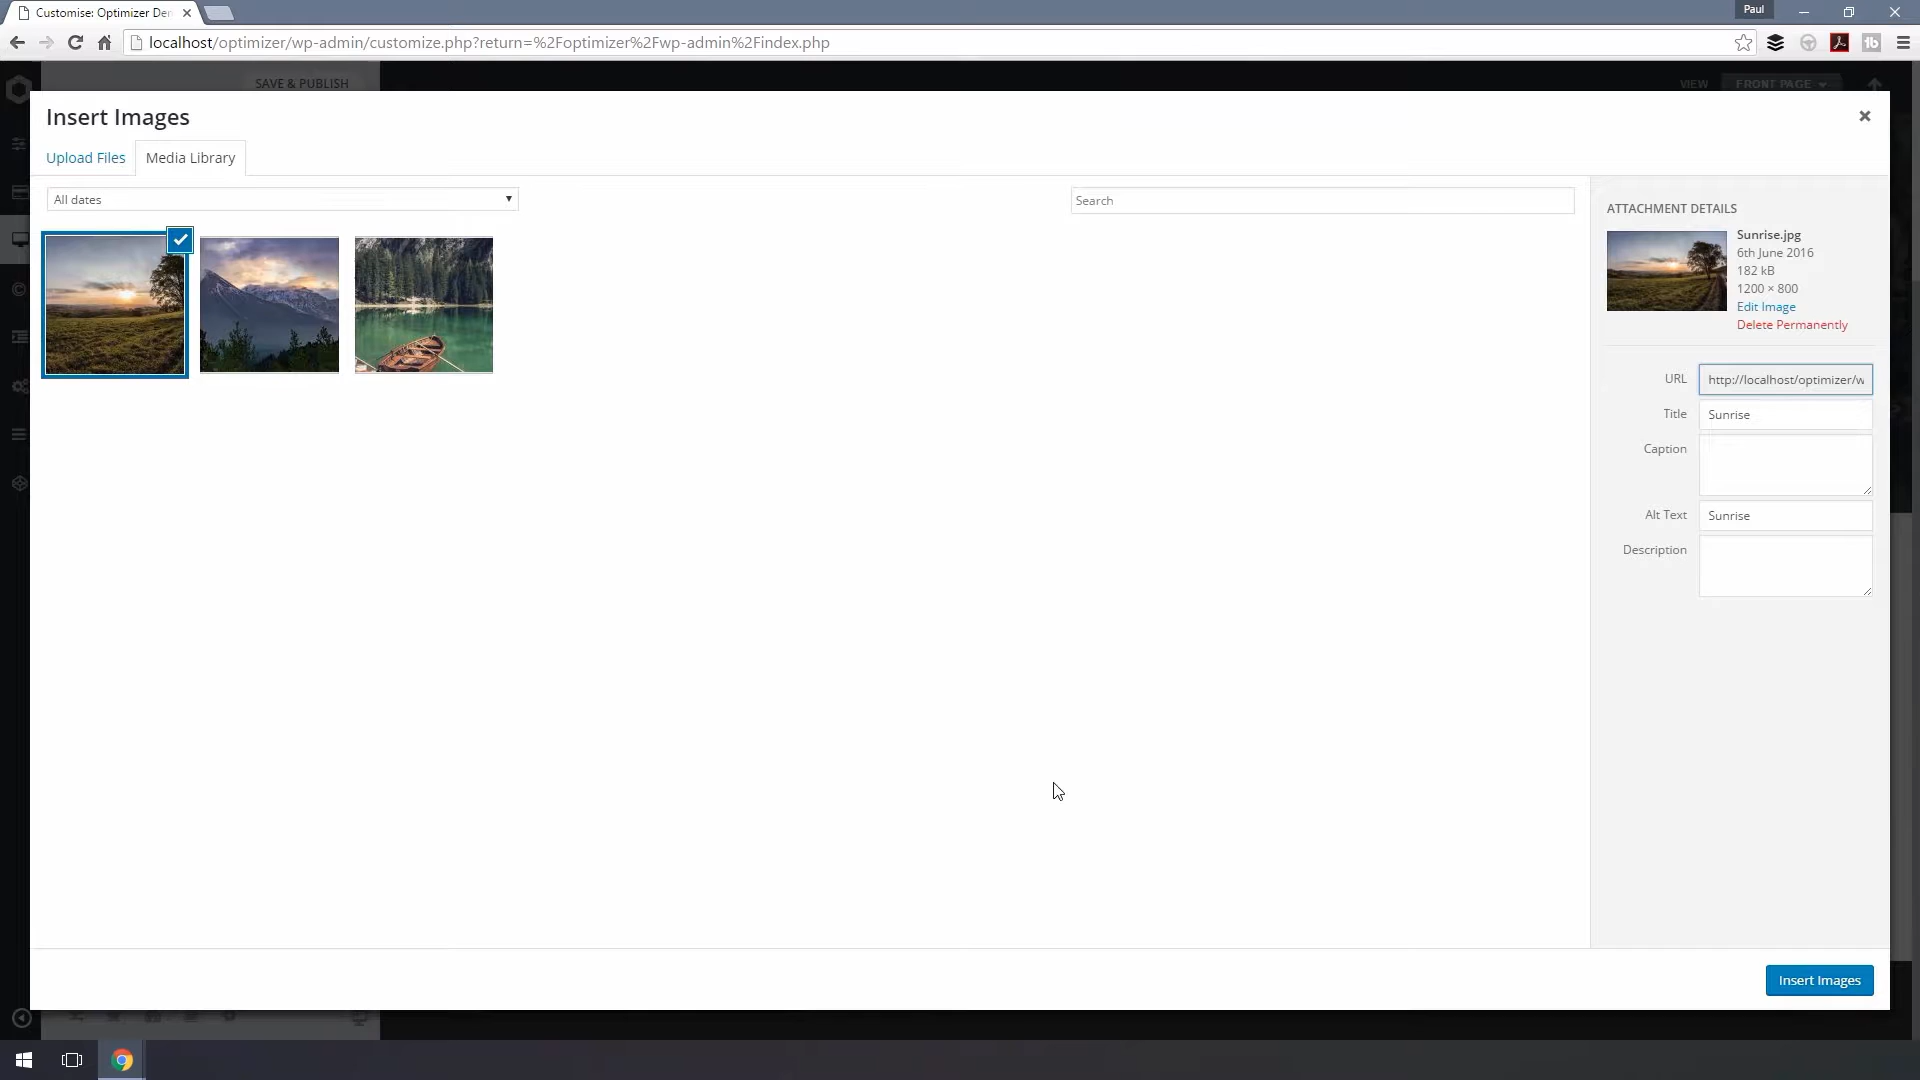 Customise: Optimizer De
Paul
localhost/optimizer/wp-admin/customize.php?return=%2Foptimizer%2Fwp-admin%2Findex.php
SAVE & PUBLISH
VIEW
FRONT PAGE
Insert Images
Upload Files
Media Library
All dates
Search
ATTACHMENT DETAILS
Sunrise.jpg
6th June 2016
182 kB
1200 × 800
Edit Image
Delete Permanently
URL
http://localhost/optimizer/w
Title
Sunrise
Caption
Alt Text
Sunrise
Description
Insert Images